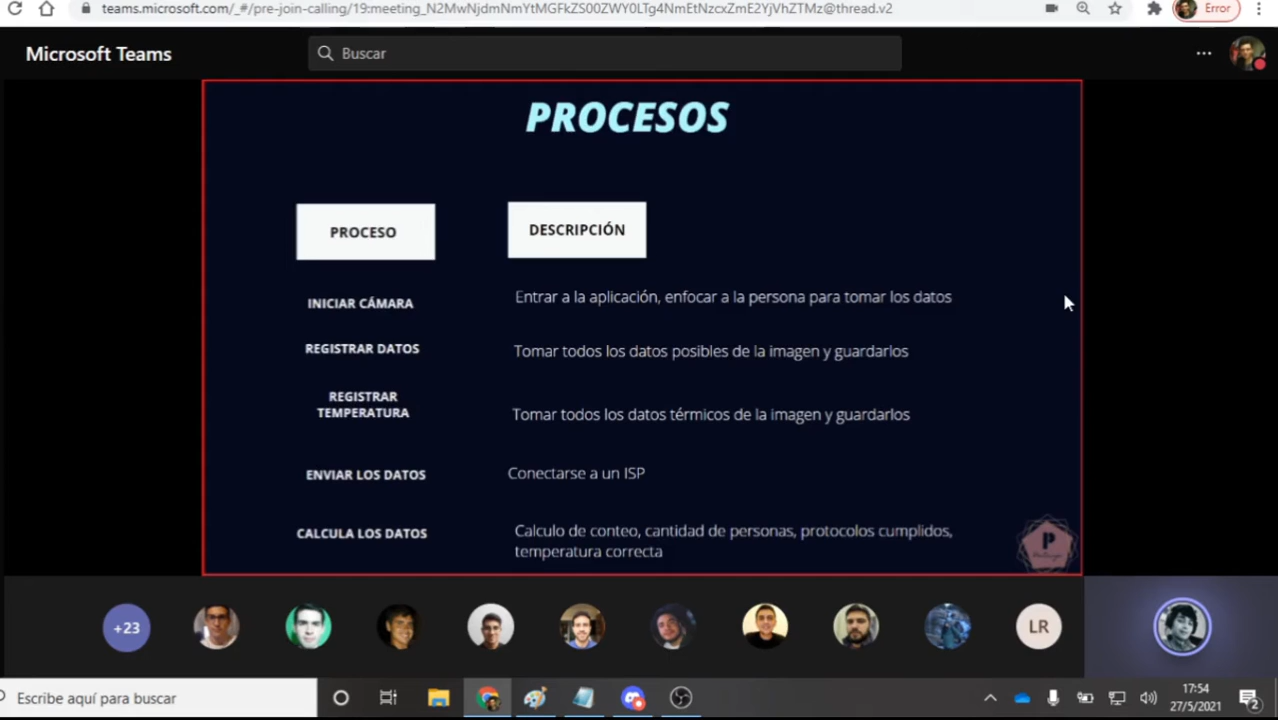 teams.microsoft.com/_#/pre-join-calling/19:meeting_N2MwNjdmNmYtMGFkZS00ZWY0LTg4NmEtNzcxZmE2YjVhZTMz@thread.v2
Error
Microsoft Teams
Buscar
PROCESOS
PROCESO
DESCRIPCIÓN
INICIAR CÁMARA
Entrar a la aplicación, enfocar a la persona para tomar los datos
REGISTRAR DATOS
Tomar todos los datos posibles de la imagen y guardarlos
REGISTRAR
TEMPERATURA
Tomar todos los datos térmicos de la imagen y guardarlos
ENVIAR LOS DATOS
Conectarse a un ISP
CALCULA LOS DATOS
Calculo de conteo, cantidad de personas, protocolos cumplidos,
temperatura correcta
P
+23
LR
Escribe aquí para buscar
17:54
27/5/2021
2